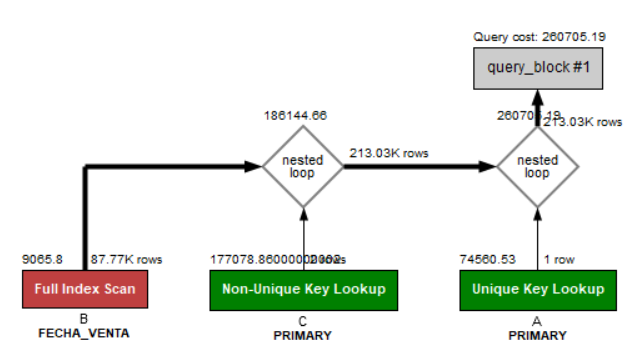 Query cost: 260705.19
query_block #1
186144.66
260705.19
213.03K rows
nested
loop
213.03K rows
nested
loop
9065.8
87.77K rows
2 rows
74560.53
1 row
Full Index Scan
Non-Unique Key Lookup
Unique Key Lookup
B
C
A
FECHA_VENTA
PRIMARY
PRIMARY